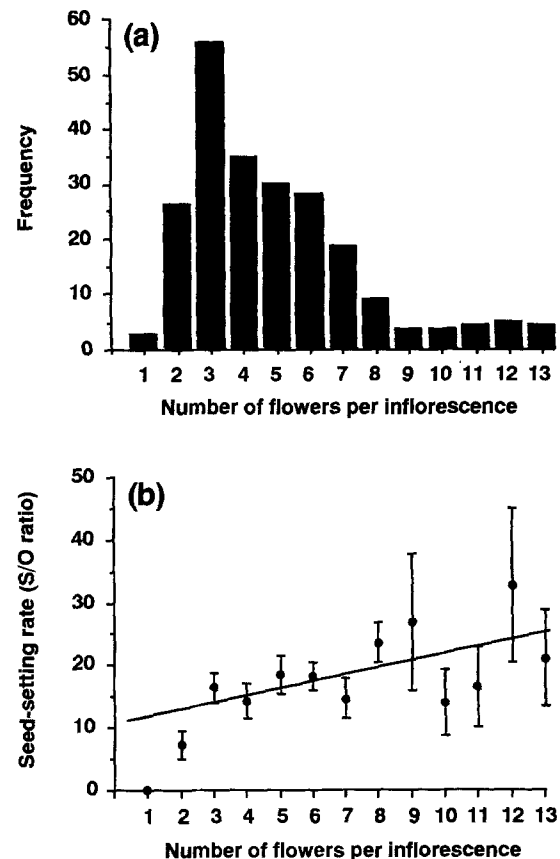 (a)
60
50
40
30
20
10
0
Frequency
1 2 3 4 5 6 7 8 9 10 11 12 13
Number of flowers per inflorescence
(b)
50
40
30
20
10
0
Seed-setting rate (S/O ratio)
1 2 3 4 5 6 7 8 9 10 11 12 13
Number of flowers per inflorescence